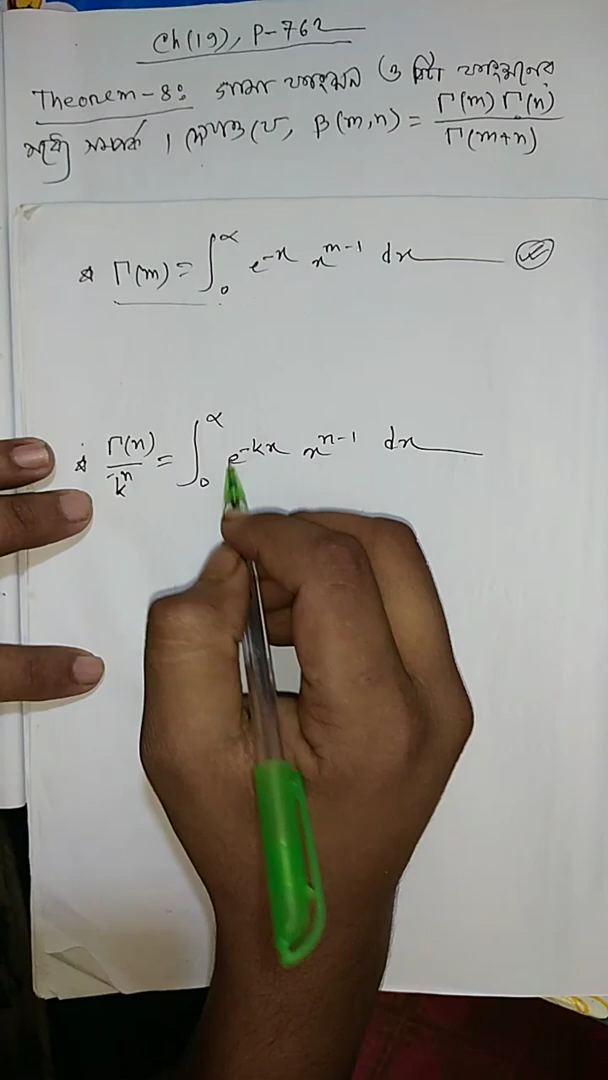 Ch(19), P-762
Theorem-8: গামা ফাংশন ও বিটা ফাংশনের
মধ্যে সম্পর্ক । দেখাও যে, β(m,n) = Γ(m) Γ(n) / Γ(m+n)
Γ(m) = ∫₀^α e^-x x^m-1 dx
Γ(n) / k^n = ∫₀^α e^-kx x^n-1 dx